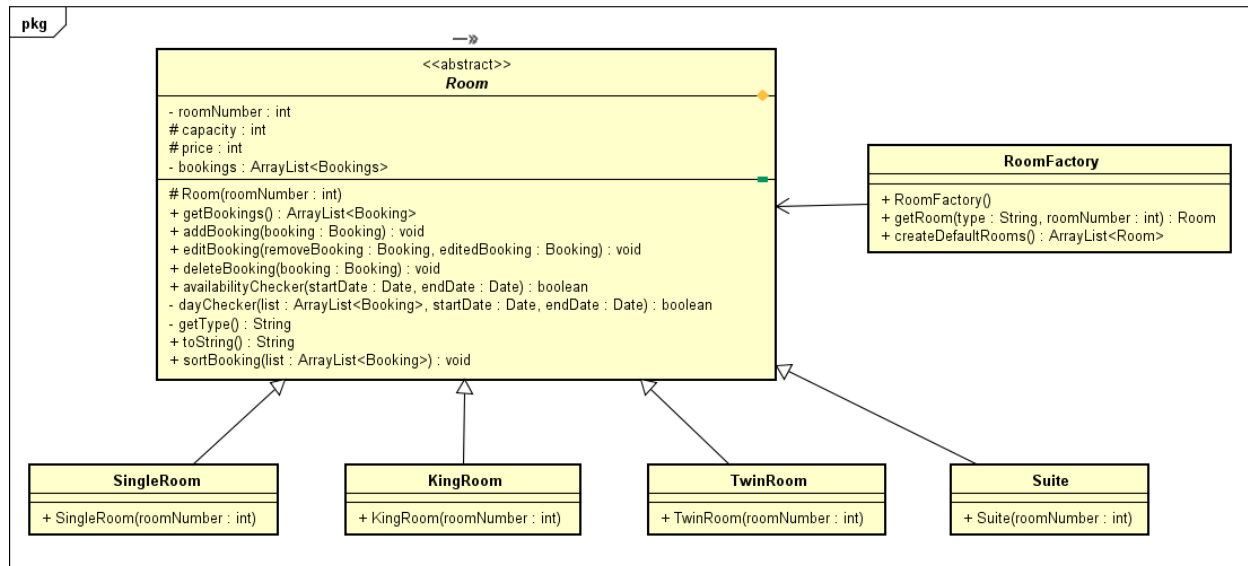 pkg
<<abstract>>
Room
- roomNumber : int
# capacity : int
# price : int
- bookings : ArrayList<Bookings>
# Room(roomNumber : int)
+ getBookings() : ArrayList<Booking>
+ addBooking(booking : Booking) : void
+ editBooking(removeBooking : Booking, editedBooking : Booking) : void
+ deleteBooking(booking : Booking) : void
+ availabilityChecker(startDate : Date, endDate : Date) : boolean
- dayChecker(list : ArrayList<Booking>, startDate : Date, endDate : Date) : boolean
- getType() : String
+ toString() : String
+ sortBooking(list : ArrayList<Booking>) : void
RoomFactory
+ RoomFactory()
+ getRoom(type : String, roomNumber : int) : Room
+ createDefaultRooms() : ArrayList<Room>
SingleRoom
+ SingleRoom(roomNumber : int)
KingRoom
+ KingRoom(roomNumber : int)
TwinRoom
+ TwinRoom(roomNumber : int)
Suite
+ Suite(roomNumber : int)